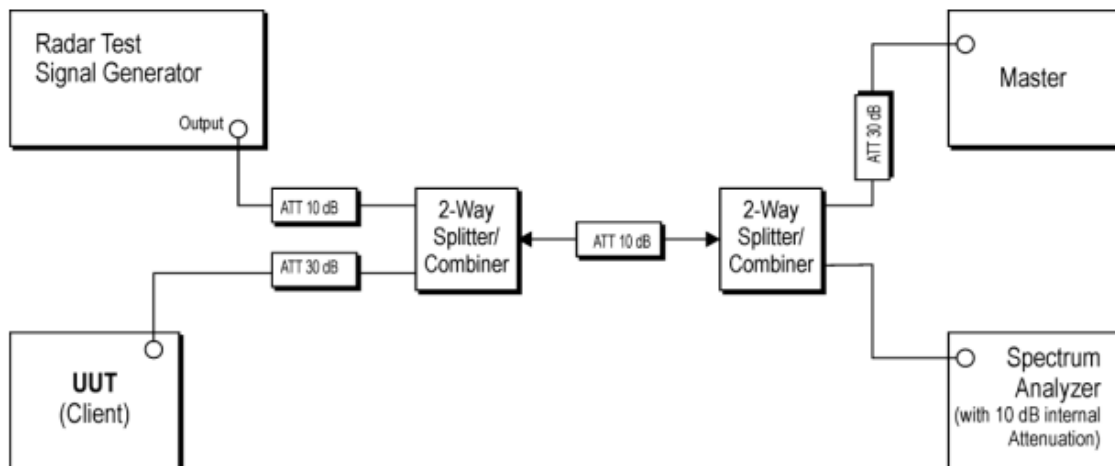 Radar Test
Signal Generator
Output
ATT 10 dB
ATT 30 dB
UUT
(Client)
2-Way
Splitter/
Combiner
ATT 10 dB
2-Way
Splitter/
Combiner
ATT 30 dB
Master
Spectrum
Analyzer
(with 10 dB internal
Attenuation)